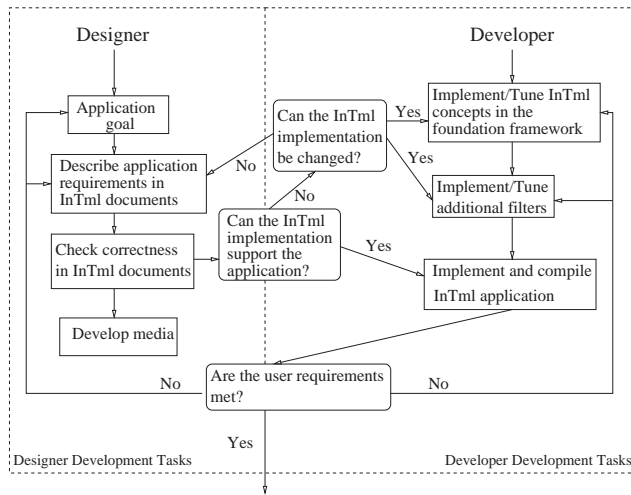 Designer
Developer
Application
goal
Can the InTml
implementation
be changed?
Yes
Implement/Tune InTml
concepts in the
foundation framework
Describe application
requirements in
InTml documents
No
Yes
No
Implement/Tune
additional filters
Check correctness
in InTml documents
Can the InTml
implementation
support the
application?
Yes
Implement and compile
InTml application
Develop media
No
Are the user requirements
met?
No
Yes
Designer Development Tasks
Developer Development Tasks